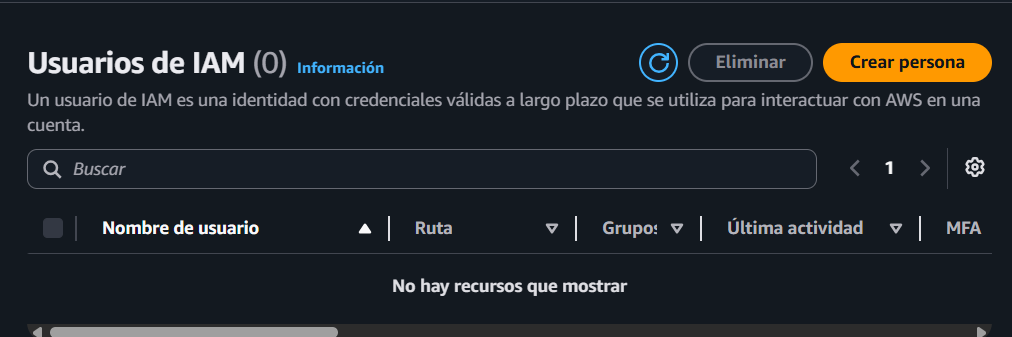 Usuarios de IAM (0) Información
Eliminar
Crear persona
Un usuario de IAM es una identidad con credenciales válidas a largo plazo que se utiliza para interactuar con AWS en una
cuenta.
Buscar
1
Nombre de usuario Ruta Grupos Última actividad MFA
No hay recursos que mostrar